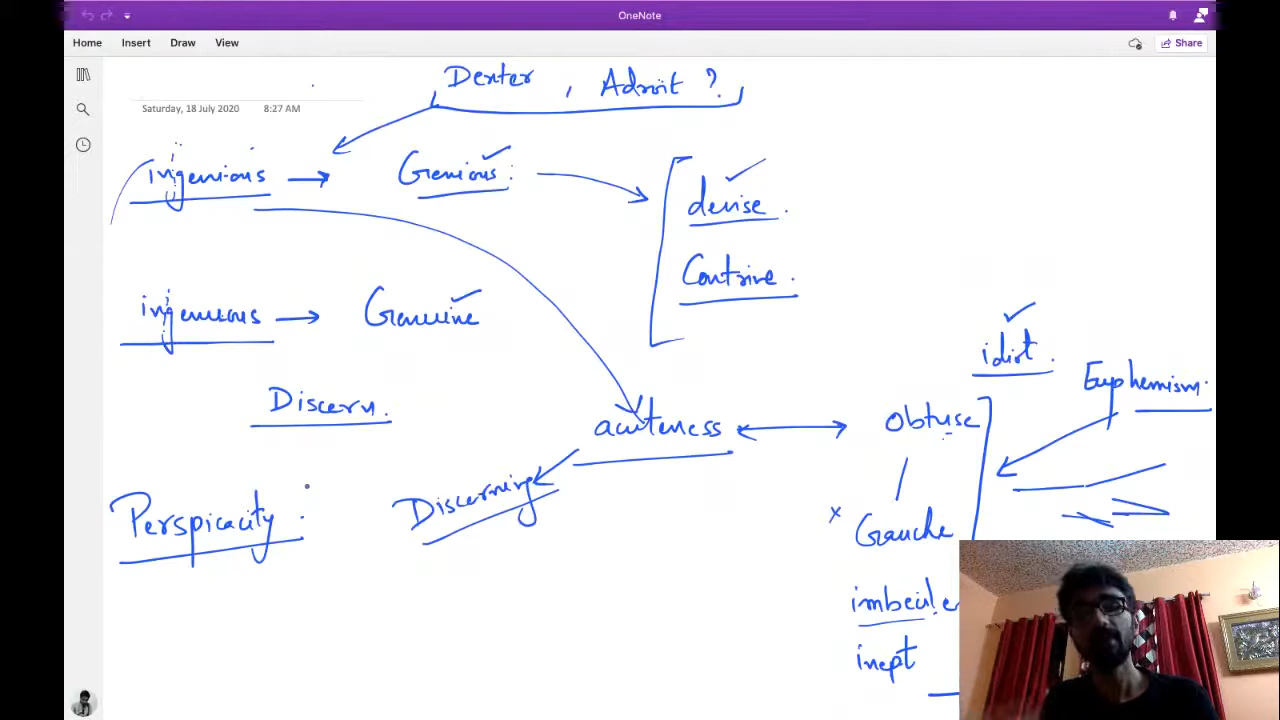 OneNote
Home Insert Draw View Share
Dexter, Adroit ?
Saturday, 18 July 2020 8:27 AM
ingenious → Genious :
devise .
Contrive .
ingenuous → Genuine
idiot .
Euphemism .
Discern .
acuteness ↔ Obtuse
Discerning
Perspicacity :
x Gauche
imbecile
inept